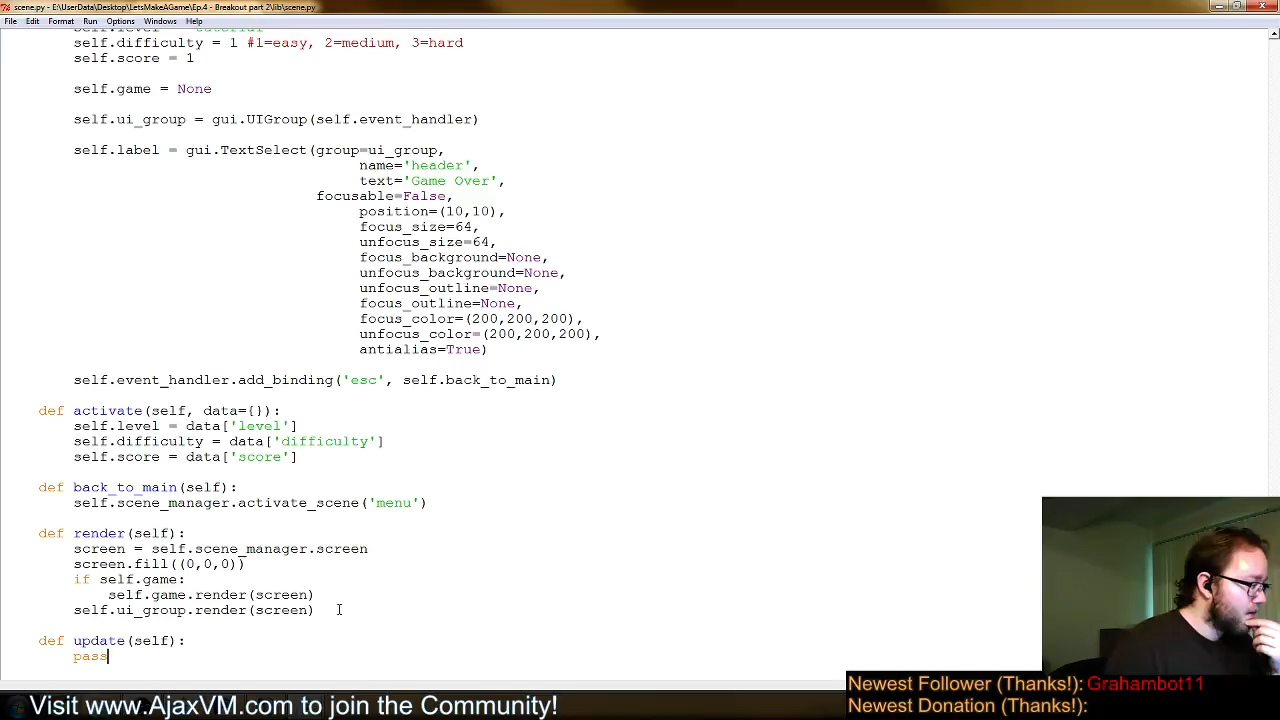 scene.py - E:\UserData\Desktop\LetsMakeAGame\Ep.4 - Breakout part 2\lib\scene.py
File Edit Format Run Options Windows Help
self.difficulty = 1 #1=easy, 2=medium, 3=hard
self.score = 1
self.game = None
self.ui_group = gui.UIGroup(self.event_handler)
self.label = gui.TextSelect(group=ui_group,
name='header',
text='Game Over',
focusable=False,
position=(10,10),
focus_size=64,
unfocus_size=64,
focus_background=None,
unfocus_background=None,
unfocus_outline=None,
focus_outline=None,
focus_color=(200,200,200),
unfocus_color=(200,200,200),
antialias=True)
self.event_handler.add_binding('esc', self.back_to_main)
def activate(self, data={}):
self.level = data['level']
self.difficulty = data['difficulty']
self.score = data['score']
def back_to_main(self):
self.scene_manager.activate_scene('menu')
def render(self):
screen = self.scene_manager.screen
screen.fill((0,0,0))
if self.game:
self.game.render(screen)
self.ui_group.render(screen)
def update(self):
pass
Newest Follower (Thanks!): Grahambot11
Newest Donation (Thanks!):
Visit www.AjaxVM.com to join the Community!